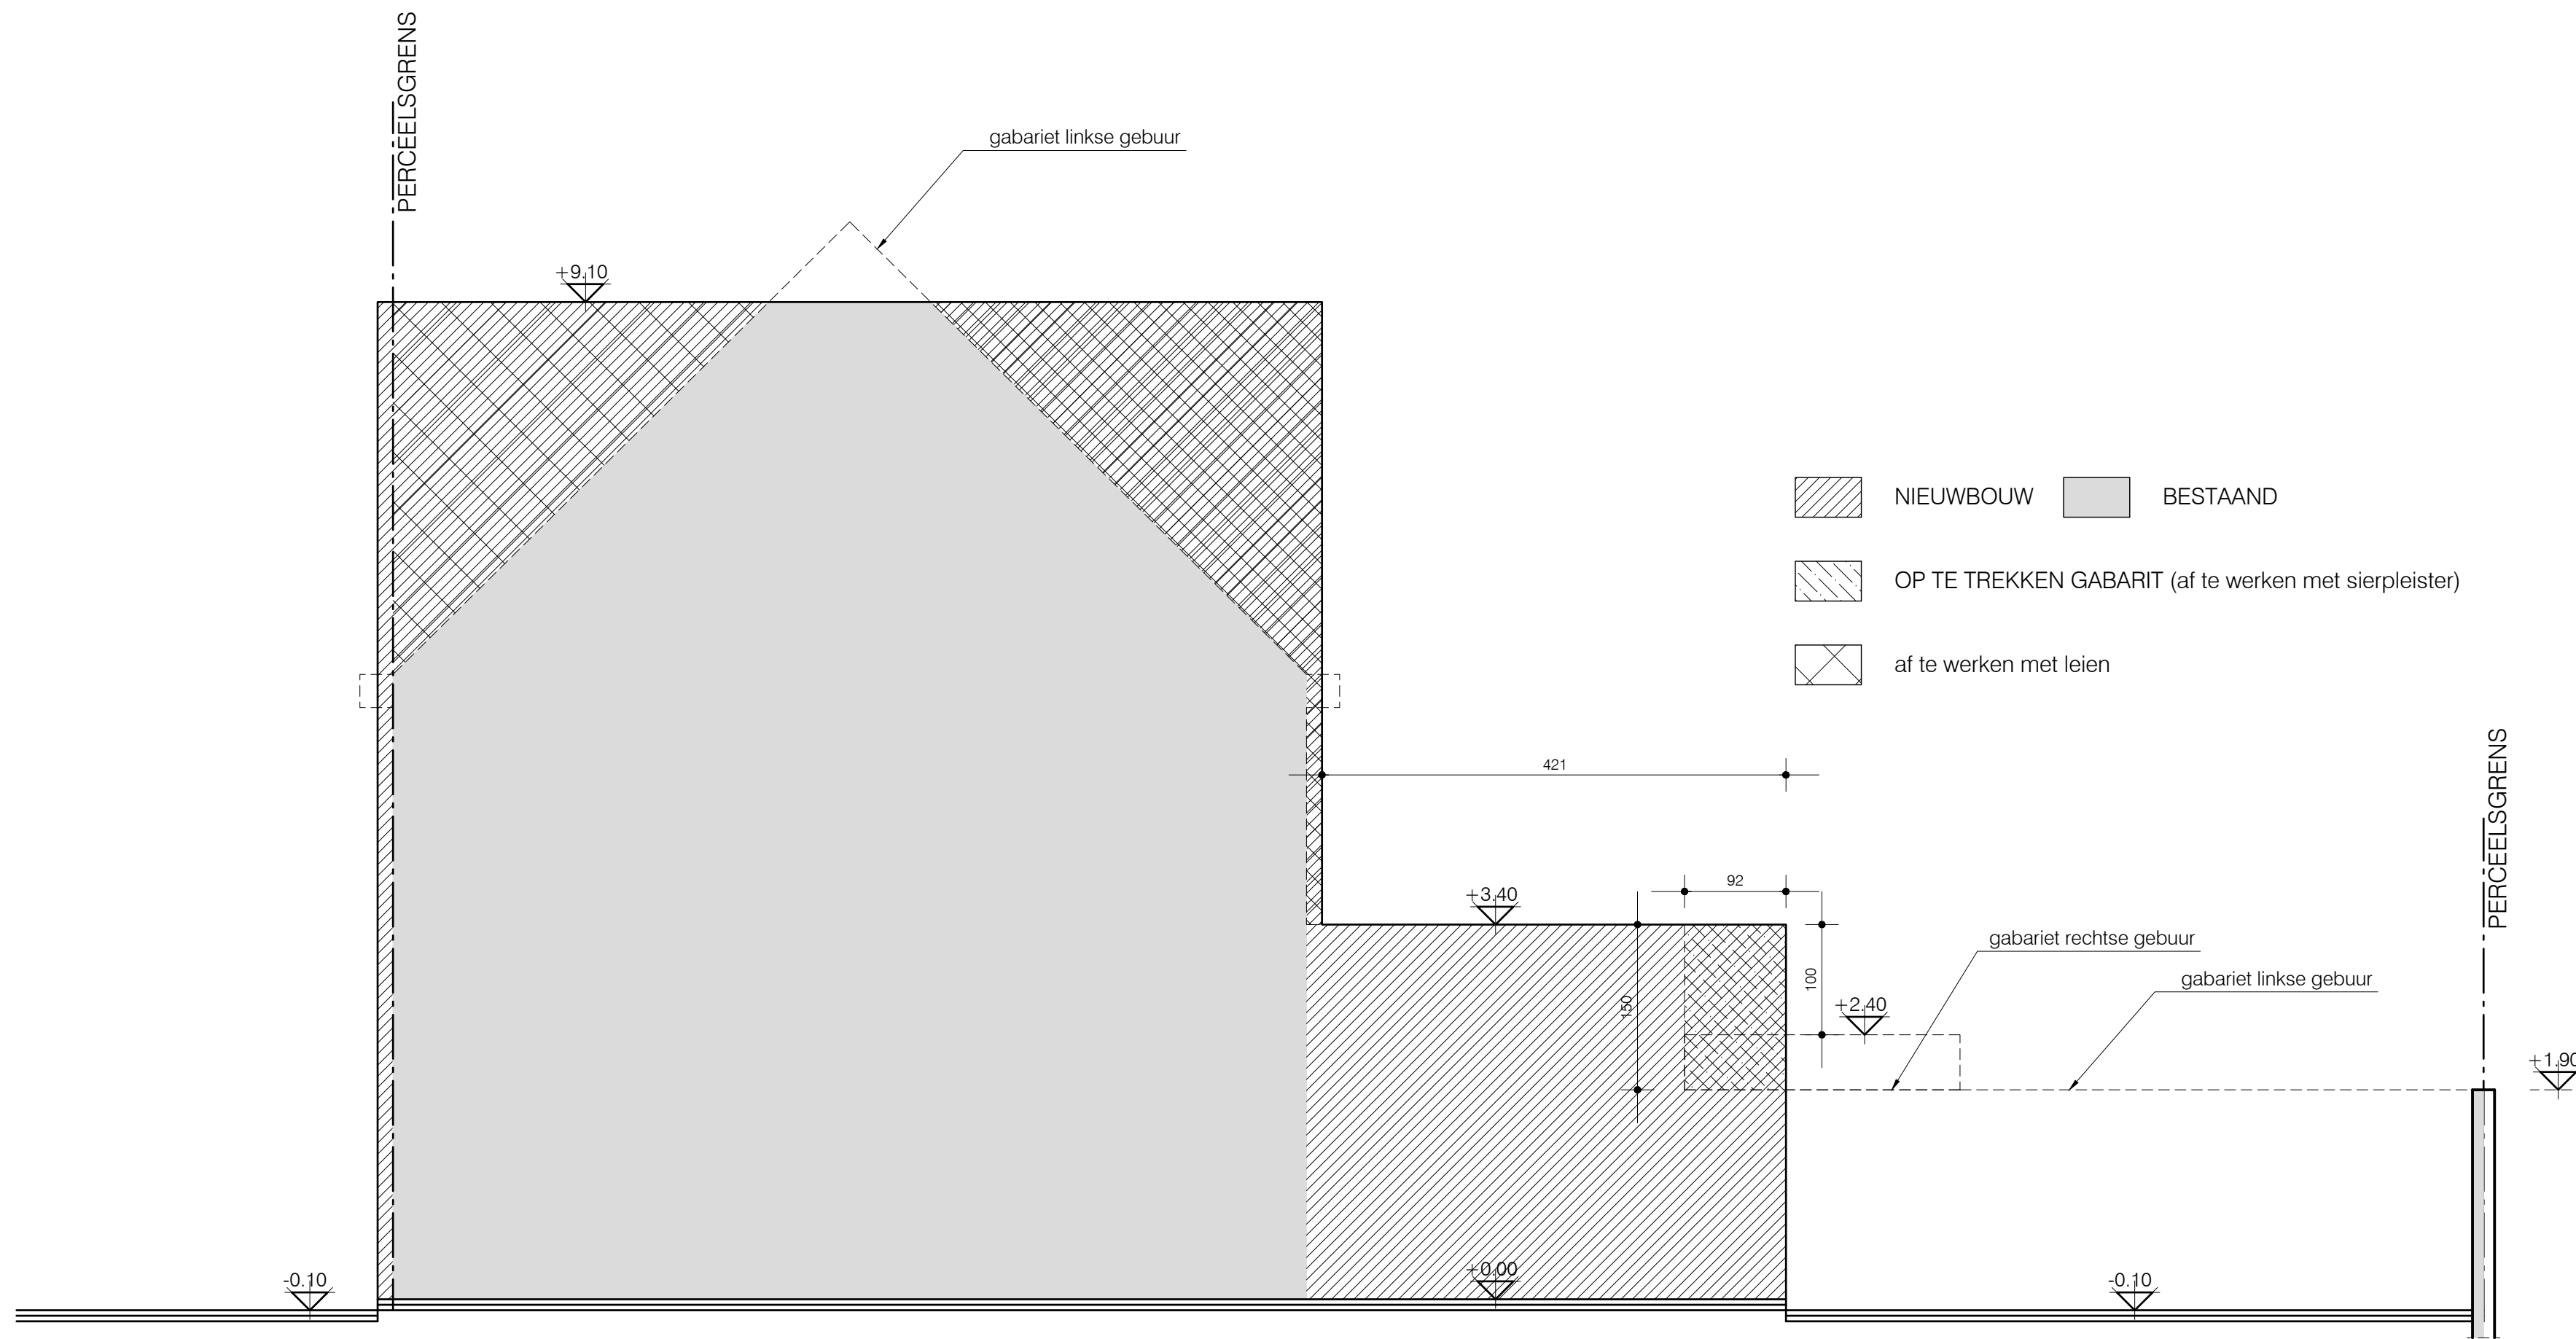 PERCEELSGRENS
gabariet linkse gebuur
+9.10
NIEUWBOUW
BESTAAND
OP TE TREKKEN GABARIT (af te werken met sierpleister)
af te werken met leien
PERCEELSGRENS
421
92
+3.40
gabariet rechtse gebuur
gabariet linkse gebuur
100
150
+2.40
+1.90
-0.10
+0.00
-0.10